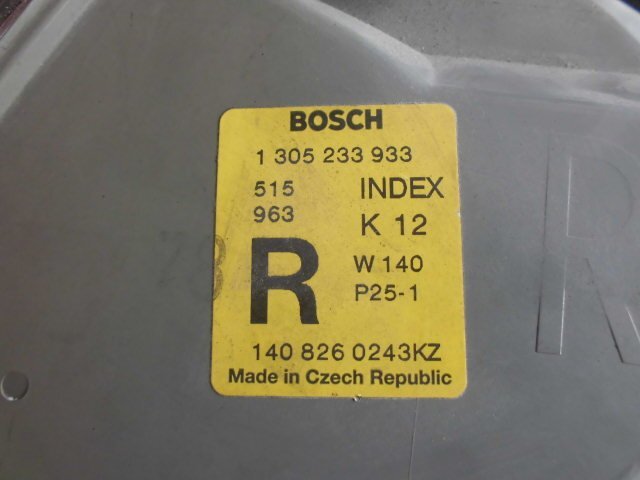 BOSCH
1 305 233 933
515 INDEX
963 K 12
R W 140
P25-1
140 826 0243KZ
Made in Czech Republic
R